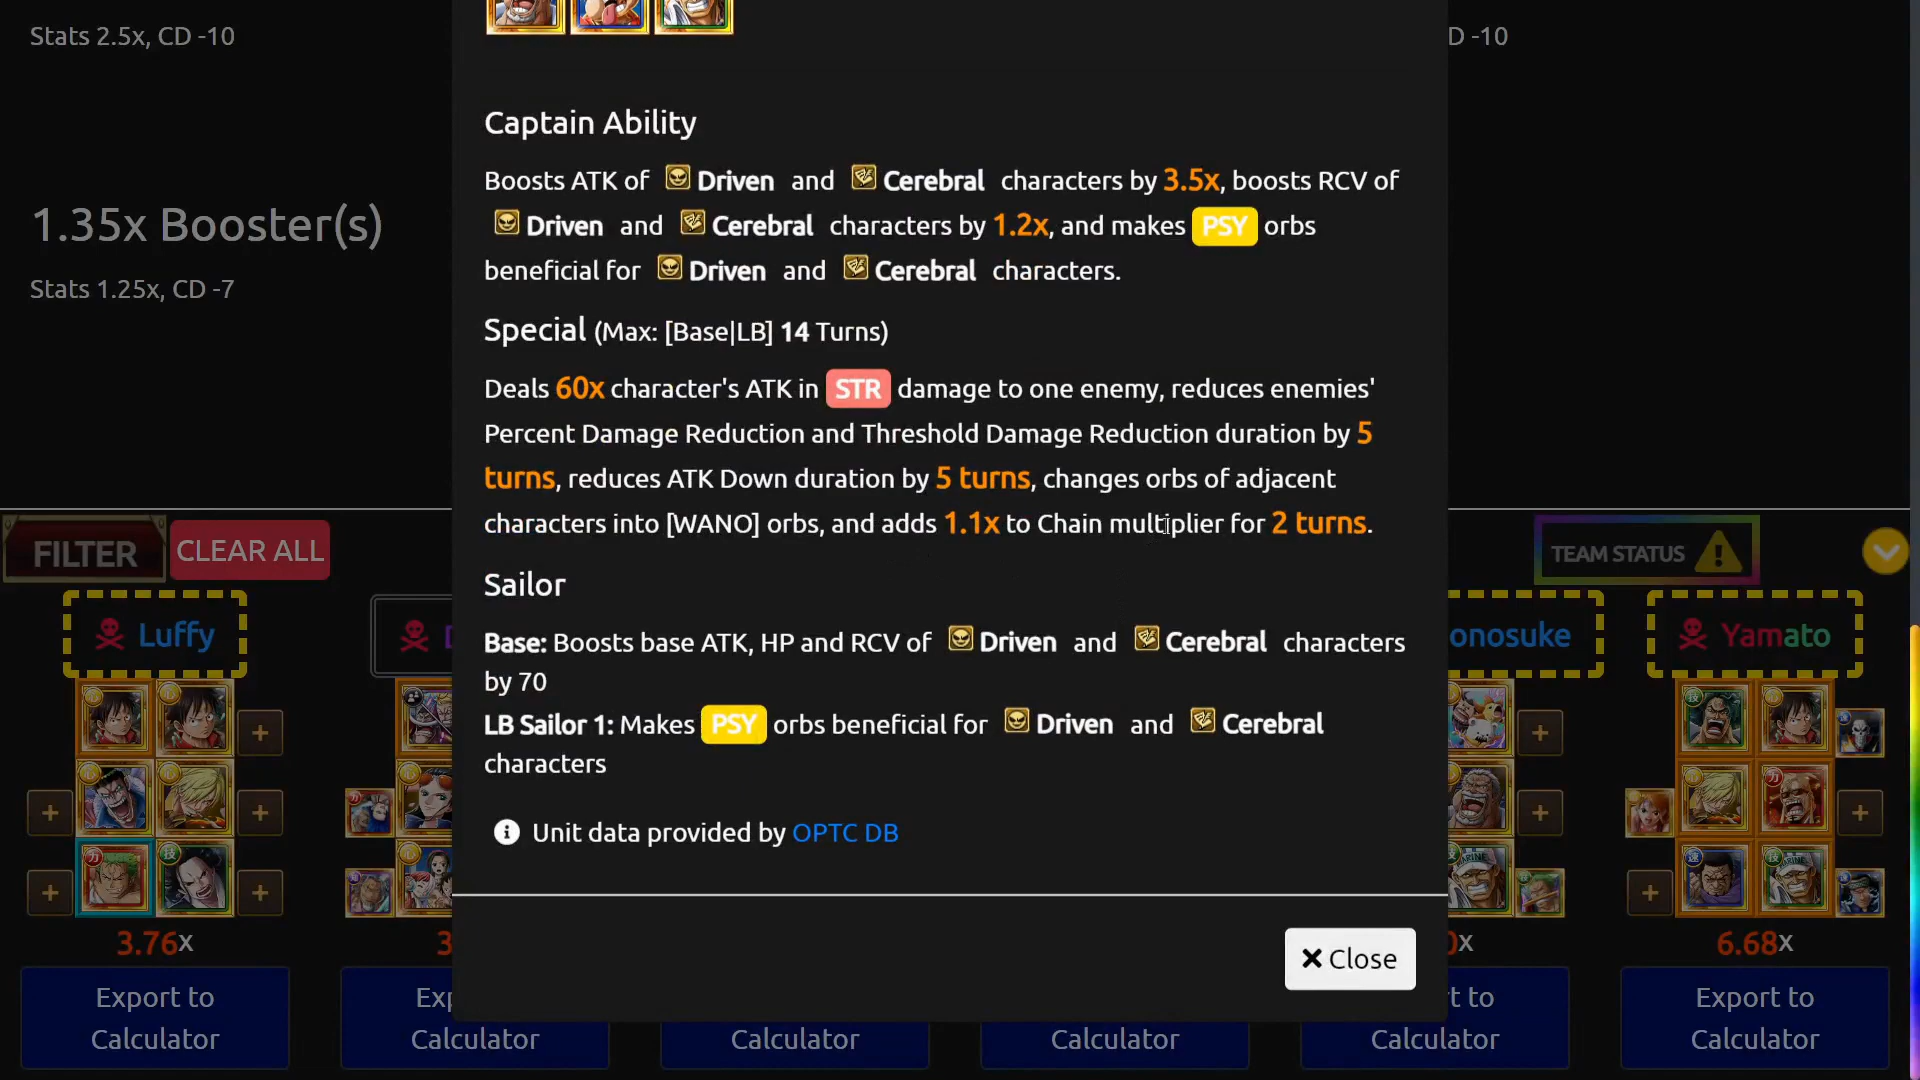 Stats 2.5x, CD -10
D -10
Captain Ability
Boosts ATK of Driven and Cerebral characters by 3.5x, boosts RCV of
Driven and Cerebral characters by 1.2x, and makes PSY orbs
beneficial for Driven and Cerebral characters.
1.35x Booster(s)
Stats 1.25x, CD -7
Special (Max: [Base|LB] 14 Turns)
Deals 60x character's ATK in STR damage to one enemy, reduces enemies'
Percent Damage Reduction and Threshold Damage Reduction duration by 5
turns, reduces ATK Down duration by 5 turns, changes orbs of adjacent
characters into [WANO] orbs, and adds 1.1x to Chain multiplier for 2 turns.
FILTER
CLEAR ALL
TEAM STATUS
Sailor
Base: Boosts base ATK, HP and RCV of Driven and Cerebral characters
by 70
LB Sailor 1: Makes PSY orbs beneficial for Driven and Cerebral
characters
Unit data provided by OPTC DB
Close
Luffy
D
onosuke
Yamato
3.76x
3
0x
6.68x
Export to
Calculator
Exp
Calculator
Calculator
Calculator
t to
Calculator
Export to
Calculator